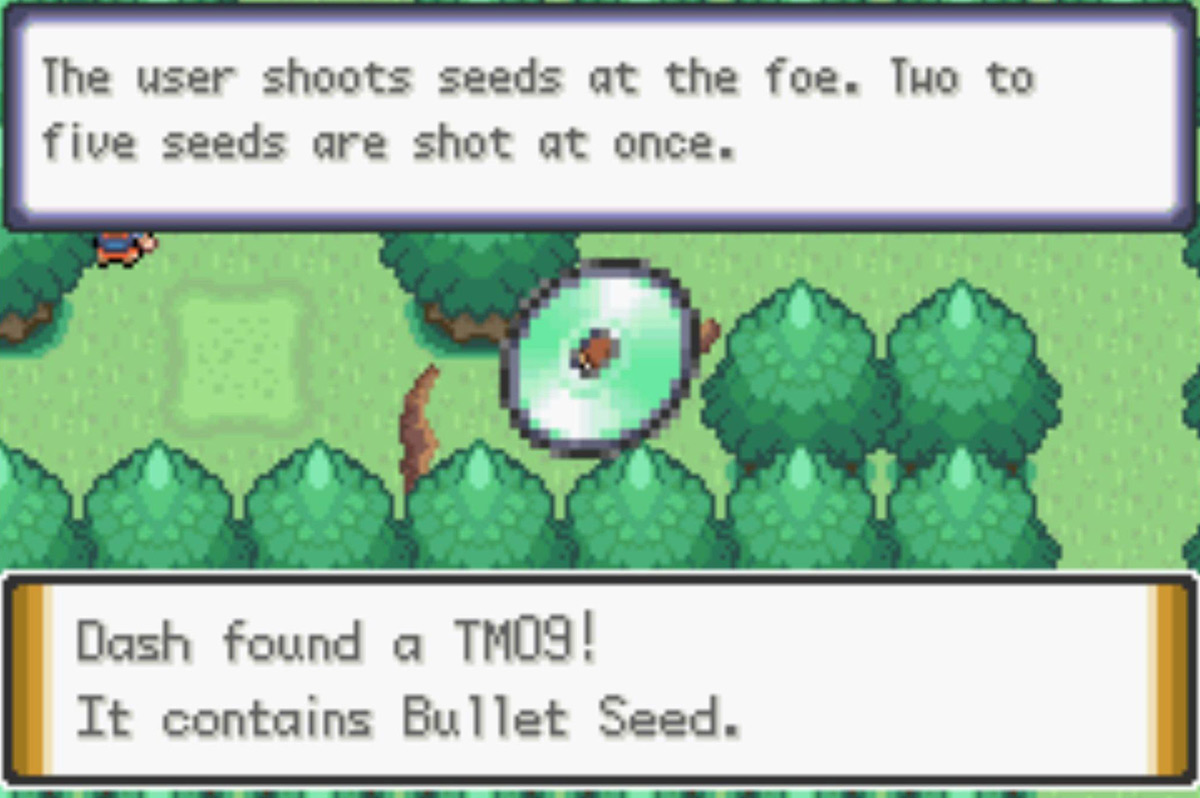 The user shoots seeds at the foe. Two to
five seeds are shot at once.
Dash found a TM09!
It contains Bullet Seed.